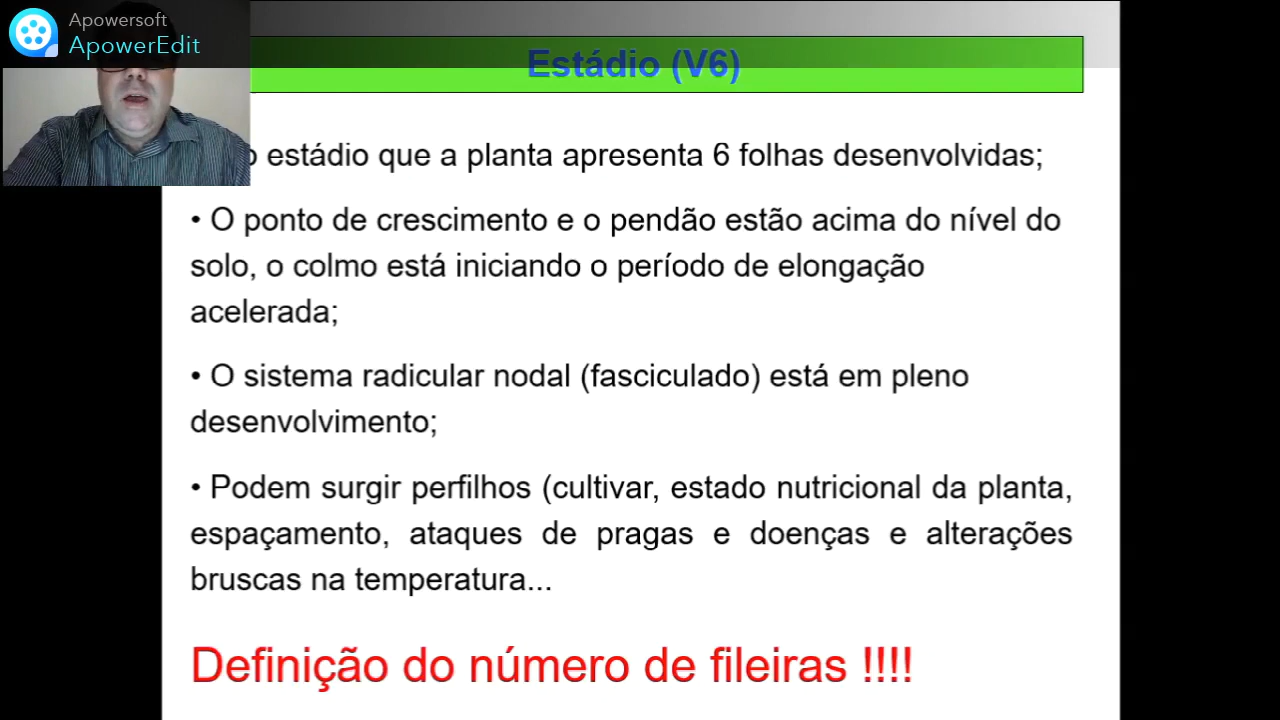 Apowersoft
ApowerEdit
Estádio (V6)
estádio que a planta apresenta 6 folhas desenvolvidas;
• O ponto de crescimento e o pendão estão acima do nível do
solo, o colmo está iniciando o período de elongação
acelerada;
• O sistema radicular nodal (fasciculado) está em pleno
desenvolvimento;
• Podem surgir perfilhos (cultivar, estado nutricional da planta,
espaçamento, ataques de pragas e doenças e alterações
bruscas na temperatura...
Definição do número de fileiras !!!!